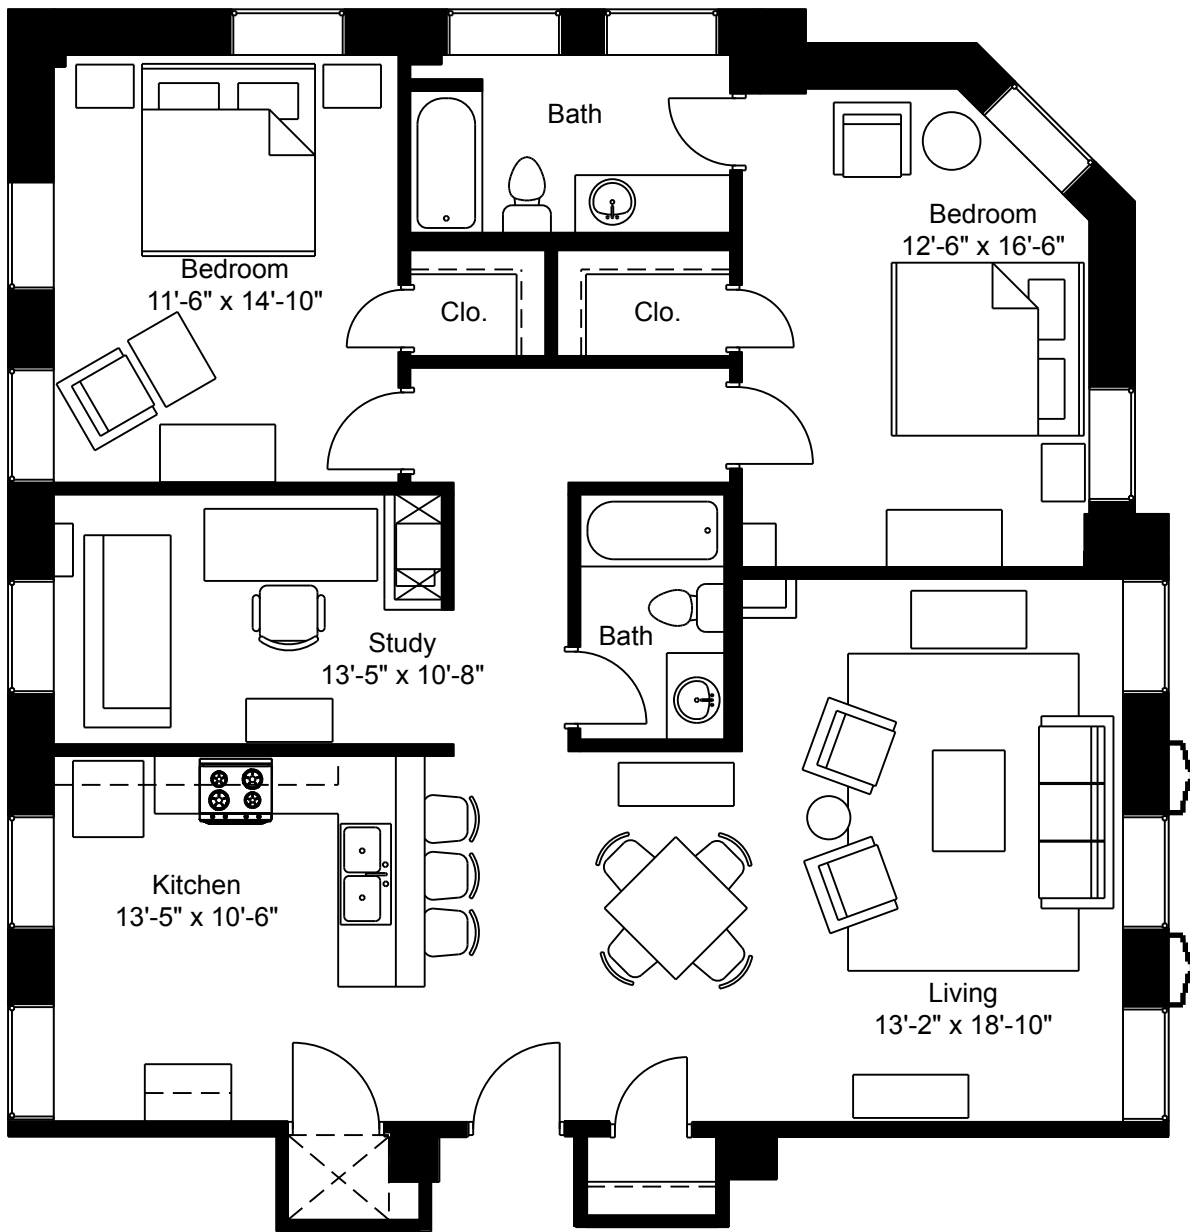 Bath
Bedroom
12'-6" x 16'-6"
Bedroom
11'-6" x 14'-10"
Clo.
Clo.
Study
13'-5" x 10'-8"
Bath
Kitchen
13'-5" x 10'-6"
Living
13'-2" x 18'-10"